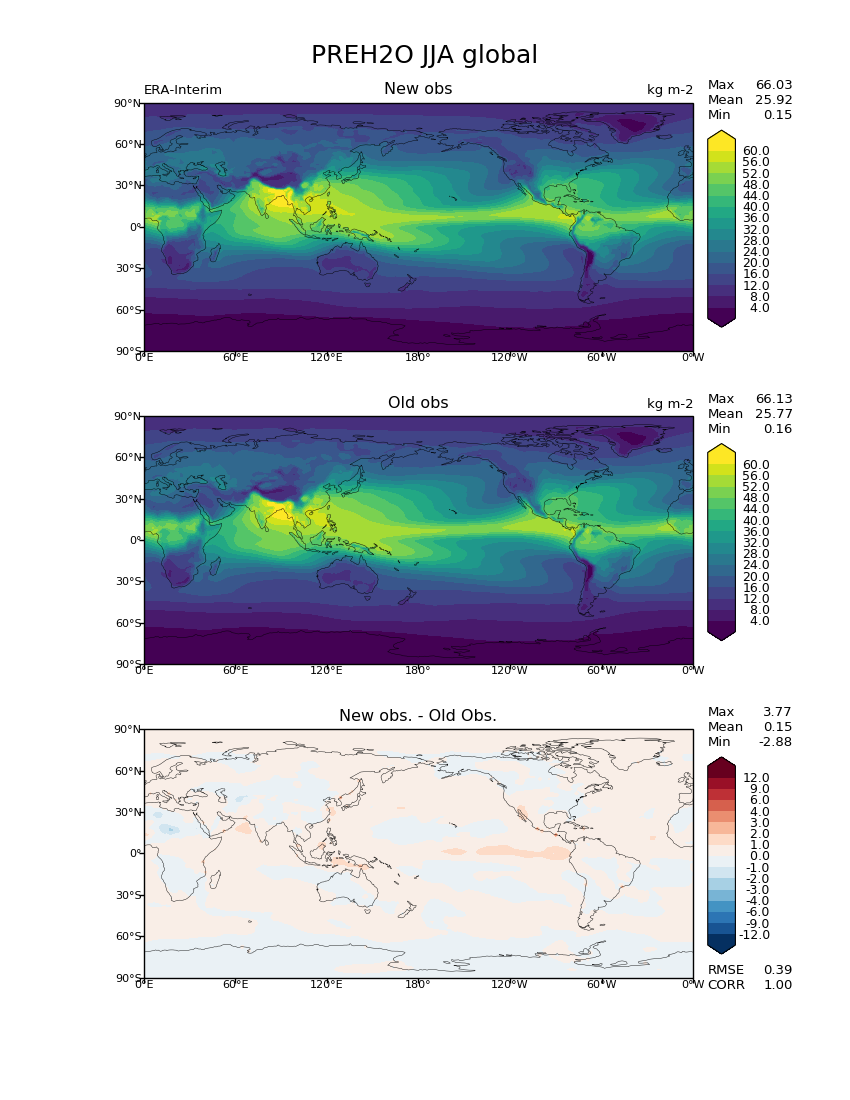 PREH2O JJA global
ERA-Interim New obs kg m-2
Max 66.03
Mean 25.92
Min 0.15
90°N
60°N
30°N
0°
30°S
60°S
90°S
0°E 60°E 120°E 180° 120°W 60°W 0°W
60.0
56.0
52.0
48.0
44.0
40.0
36.0
32.0
28.0
24.0
20.0
16.0
12.0
8.0
4.0
Old obs kg m-2
Max 66.13
Mean 25.77
Min 0.16
90°N
60°N
30°N
0°
30°S
60°S
90°S
0°E 60°E 120°E 180° 120°W 60°W 0°W
60.0
56.0
52.0
48.0
44.0
40.0
36.0
32.0
28.0
24.0
20.0
16.0
12.0
8.0
4.0
New obs. - Old Obs.
Max 3.77
Mean 0.15
Min -2.88
90°N
60°N
30°N
0°
30°S
60°S
90°S
0°E 60°E 120°E 180° 120°W 60°W 0°W
12.0
9.0
6.0
4.0
3.0
2.0
1.0
0.0
-1.0
-2.0
-3.0
-4.0
-6.0
-9.0
-12.0
RMSE 0.39
CORR 1.00